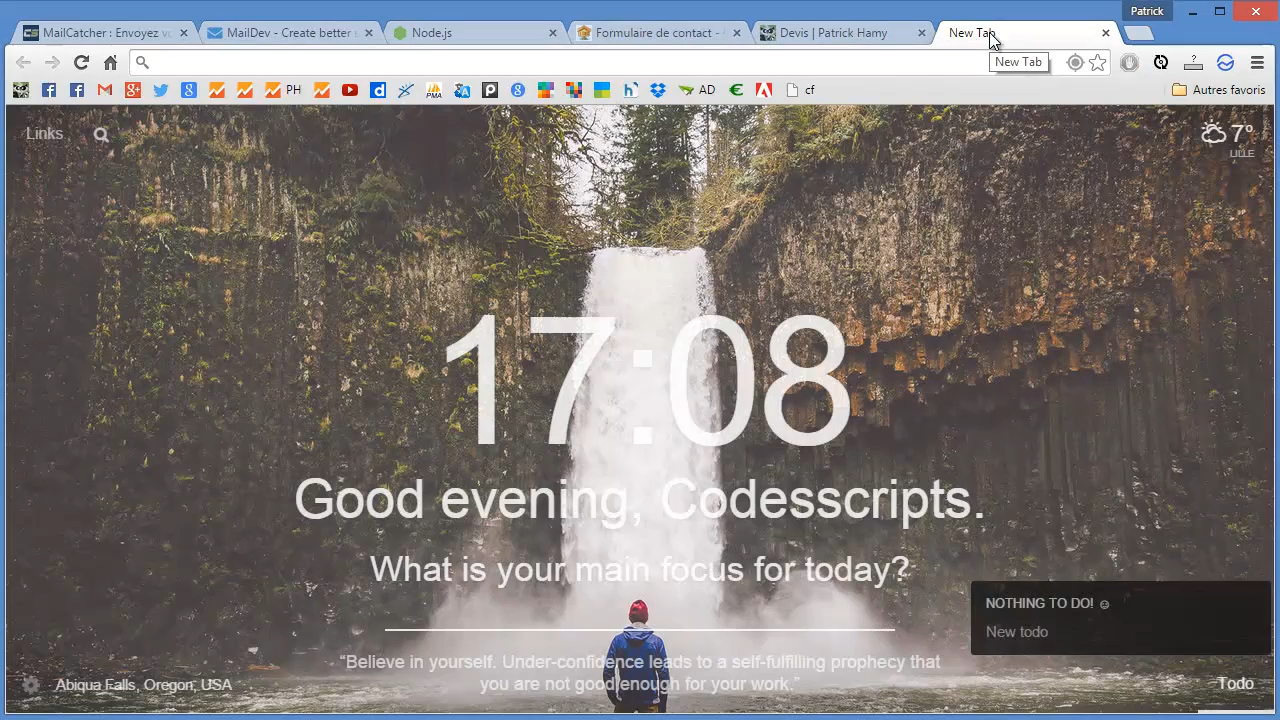 Patrick
MailCatcher : Envoyez v
MailDev - Create better s
Node.js
Formulaire de contact -
Devis | Patrick Hamy
New Tab
New Tab
PH
PMA
AD
cf
Autres favoris
Links
7°
LILLE
17:08
Good evening, Codesscripts.
What is your main focus for today?
NOTHING TO DO! ☺
New todo
“Believe in yourself. Under-confidence leads to a self-fulfilling prophecy that
you are not good enough for your work.”
Abiqua Falls, Oregon, USA
Todo